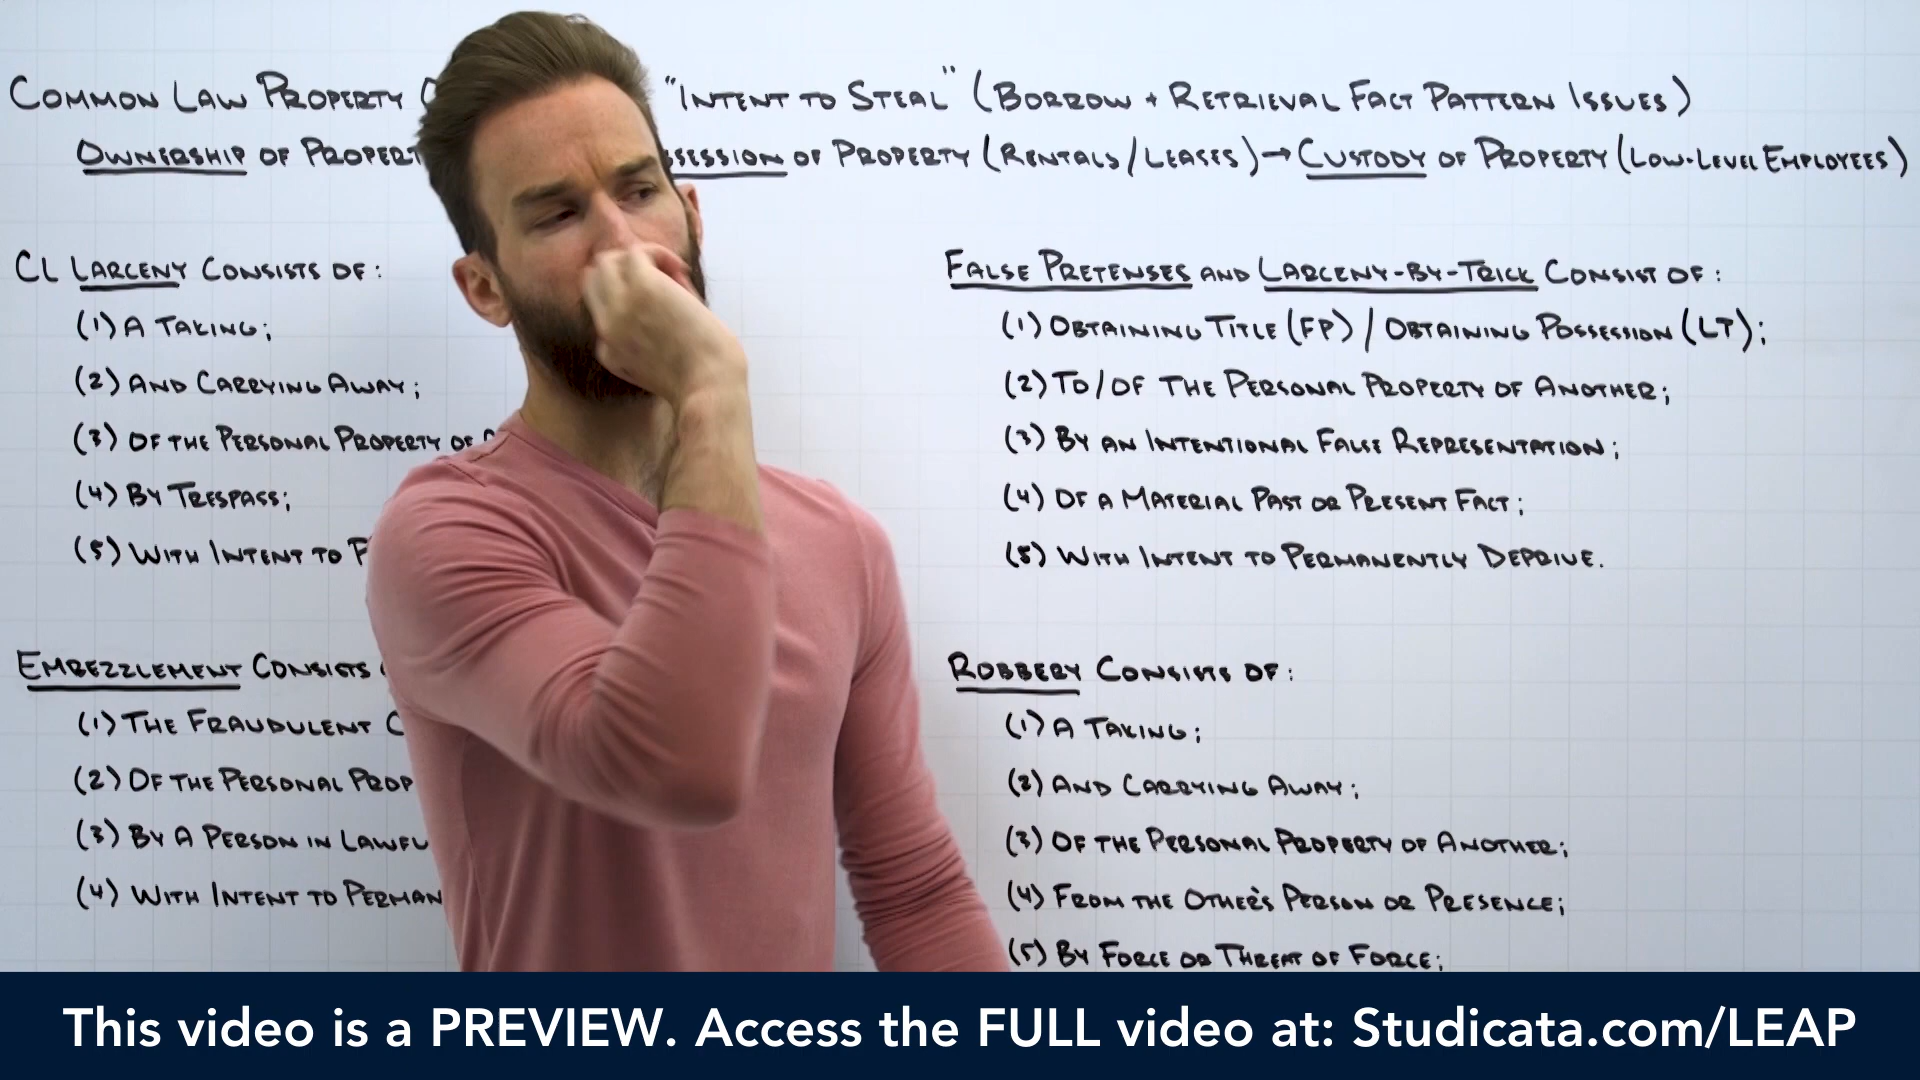 COMMON LAW PROPERTY "INTENT TO STEAL" (BORROW + RETRIEVAL FACT PATTERN ISSUES)
OWNERSHIP OF PROPERT SSESSION OF PROPERTY (RENTALS/LEASES) → CUSTODY OF PROPERTY (LOW-LEVEL EMPLOYEES)
CL LARCENY CONSISTS OF:
(1) A TAKING;
(2) AND CARRYING AWAY;
(3) OF THE PERSONAL PROPERTY OF
(4) BY TRESPASS;
(5) WITH INTENT TO P
EMBEZZLEMENT CONSISTS
(1) THE FRAUDULENT C
(2) OF THE PERSONAL PROP
(3) BY A PERSON IN LAWFU
(4) WITH INTENT TO PERMAN
FALSE PRETENSES AND LARCENY-BY-TRICK CONSIST OF:
(1) OBTAINING TITLE (FP) / OBTAINING POSSESSION (LT);
(2) TO/OF THE PERSONAL PROPERTY OF ANOTHER;
(3) BY AN INTENTIONAL FALSE REPRESENTATION;
(4) OF A MATERIAL PAST OR PRESENT FACT;
(5) WITH INTENT TO PERMANENTLY DEPRIVE.
ROBBERY CONSISTS OF:
(1) A TAKING;
(2) AND CARRYING AWAY;
(3) OF THE PERSONAL PROPERTY OF ANOTHER;
(4) FROM THE OTHER'S PERSON OR PRESENCE;
(5) BY FORCE OR THREAT OF FORCE;
This video is a PREVIEW. Access the FULL video at: Studicata.com/LEAP